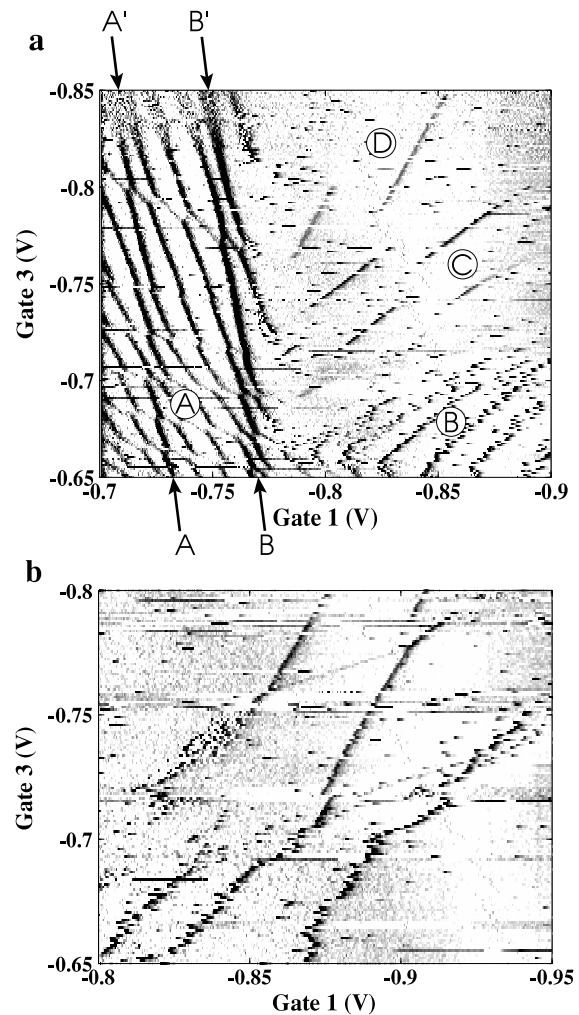 A' B'
a
-0.85
D
-0.8
C
-0.75
Gate 3 (V)
-0.7
A
B
-0.65
-0.7 -0.75 -0.8 -0.85 -0.9
Gate 1 (V)
A B
b
-0.8
-0.75
Gate 3 (V)
-0.7
-0.65
-0.8 -0.85 -0.9 -0.95
Gate 1 (V)